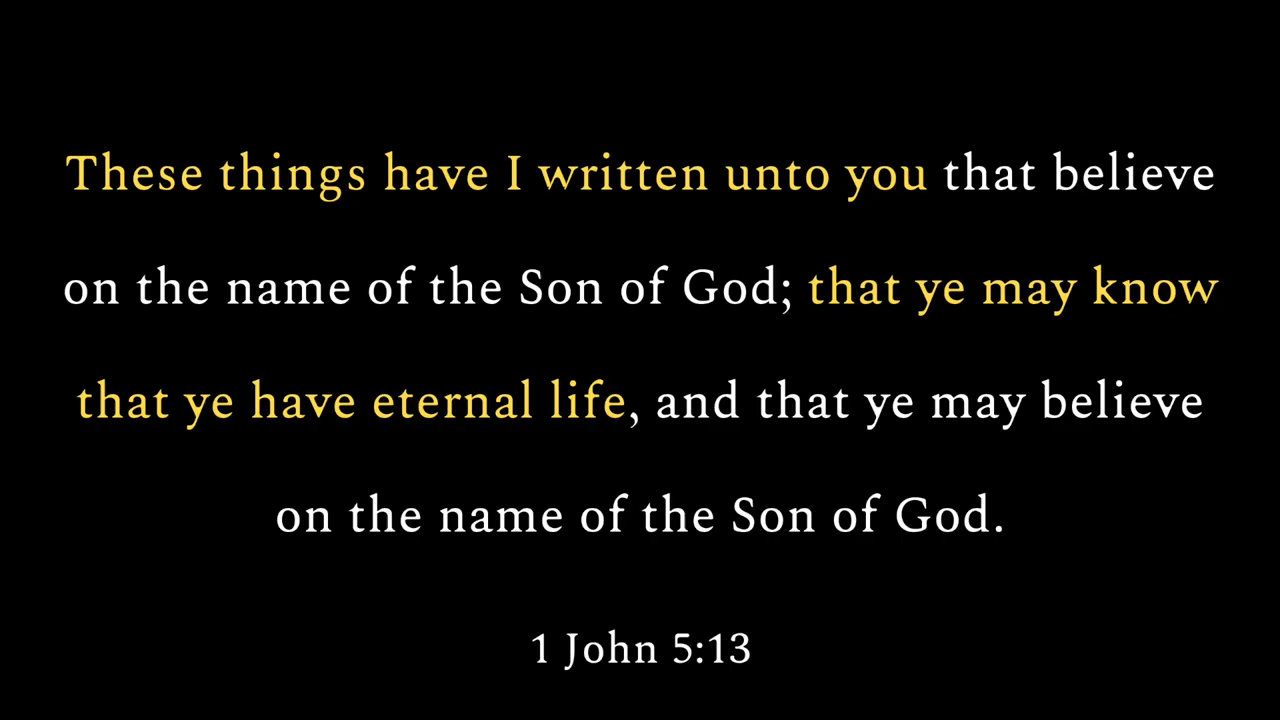 These things have I written unto you that believe
on the name of the Son of God; that ye may know
that ye have eternal life, and that ye may believe
on the name of the Son of God.
1 John 5:13